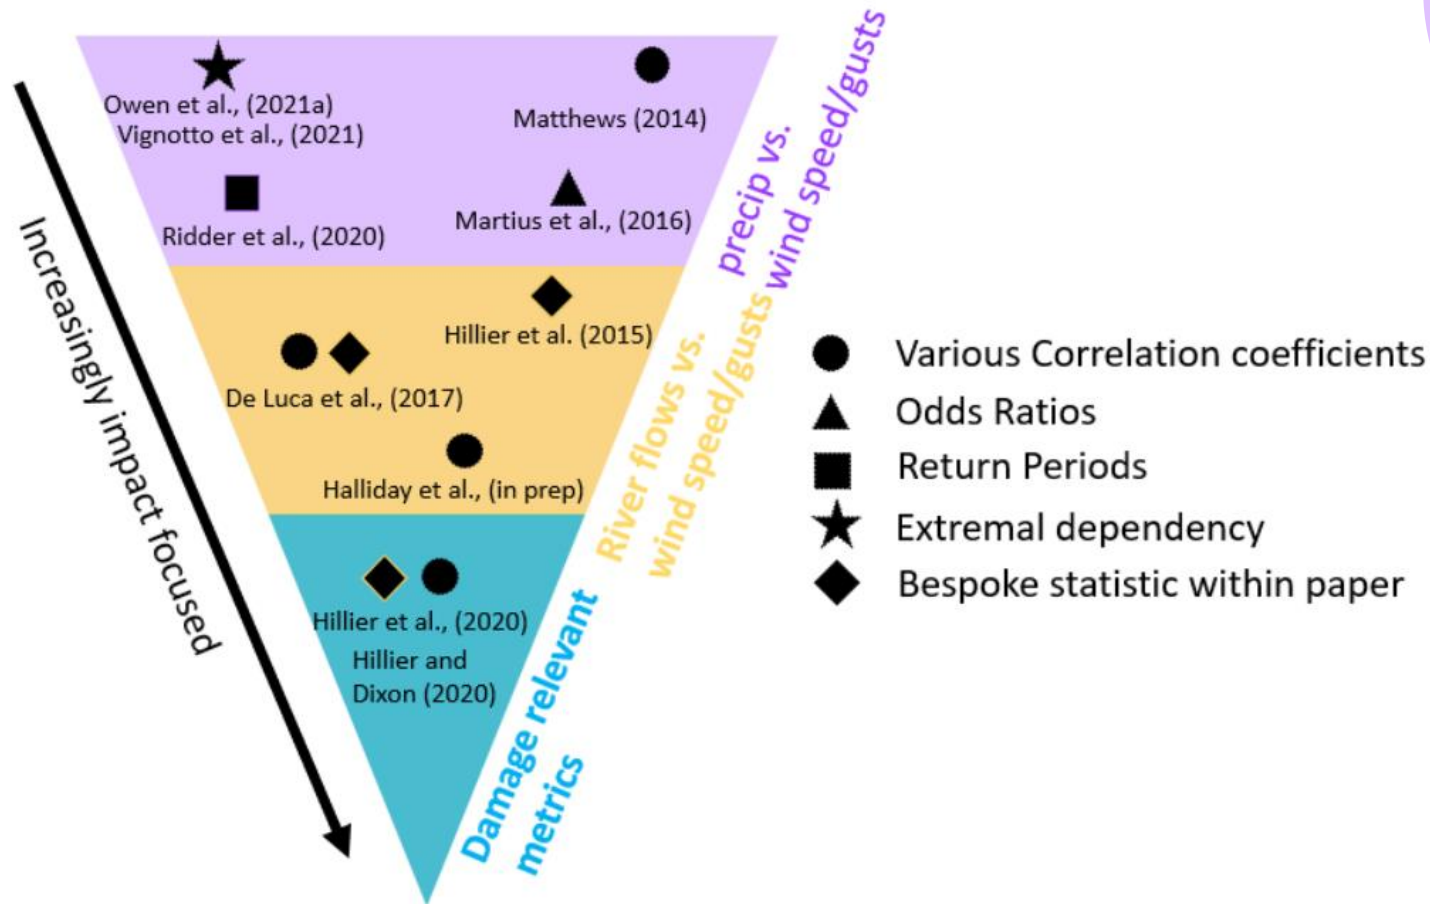 Owen et al., (2021a)
Vignotto et al., (2021)
Matthews (2014)
Ridder et al., (2020)
Martius et al., (2016)
precip vs.
wind speed/gusts
Increasingly impact focused
Hillier et al. (2015)
De Luca et al., (2017)
Halliday et al., (in prep)
River flows vs.
wind speed/gusts
Hillier et al., (2020)
Hillier and
Dixon (2020)
Damage relevant
metrics
Various Correlation coefficients
Odds Ratios
Return Periods
Extremal dependency
Bespoke statistic within paper